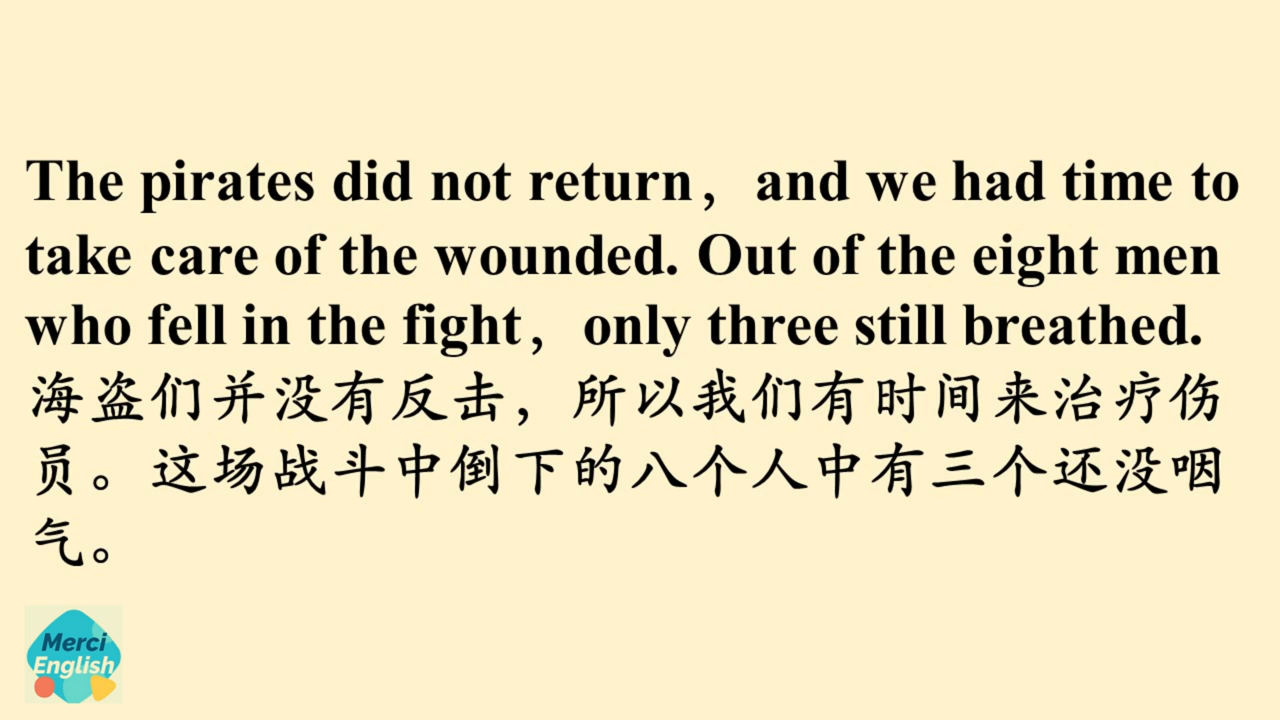 The pirates did not return，and we had time to
take care of the wounded. Out of the eight men
who fell in the fight，only three still breathed.
海盗们并没有反击，所以我们有时间来治疗伤
员。这场战斗中倒下的八个人中有三个还没咽
气。
Merci
English